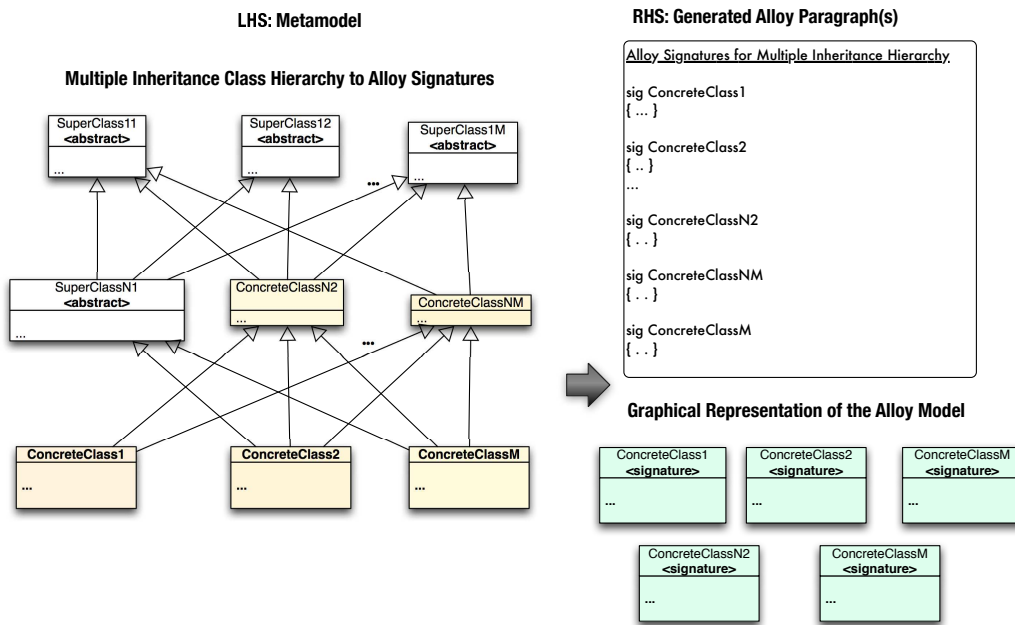 LHS: Metamodel
Multiple Inheritance Class Hierarchy to Alloy Signatures
SuperClass11
<abstract>
...
SuperClass12
<abstract>
...
SuperClass1M
<abstract>
...
...
SuperClassN1
<abstract>
...
ConcreteClassN2
...
ConcreteClassNM
...
...
ConcreteClass1
...
ConcreteClass2
...
ConcreteClassM
...
RHS: Generated Alloy Paragraph(s)
Alloy Signatures for Multiple Inheritance Hierarchy
sig ConcreteClass1
{ ... }
sig ConcreteClass2
{ .. }
...
sig ConcreteClassN2
{ . . }
sig ConcreteClassNM
{ . . }
sig ConcreteClassM
{ . . }
Graphical Representation of the Alloy Model
ConcreteClass1
<signature>
...
ConcreteClass2
<signature>
...
ConcreteClassM
<signature>
...
ConcreteClassN2
<signature>
...
ConcreteClassM
<signature>
...